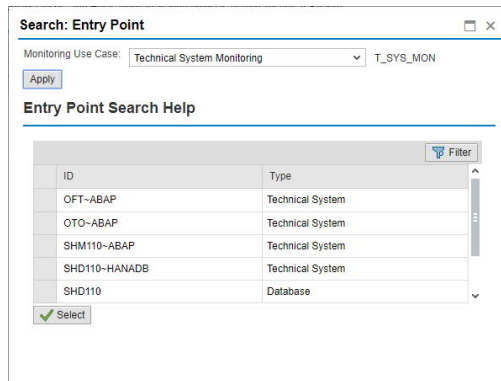 Search: Entry Point
Monitoring Use Case: Technical System Monitoring T_SYS_MON
Apply
Entry Point Search Help
Filter
ID Type
OFT~ABAP Technical System
OTO~ABAP Technical System
SHM110~ABAP Technical System
SHD110~HANADB Technical System
SHD110 Database
Select